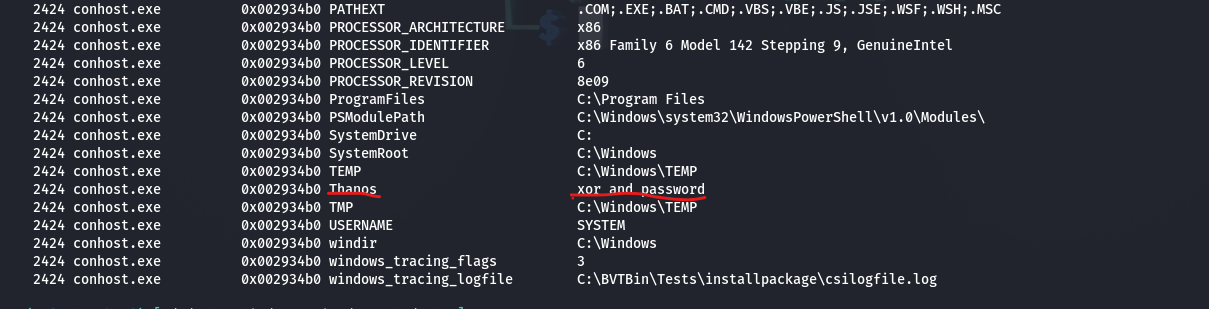 2424 conhost.exe 0x002934b0 PATHEXT .COM;.EXE;.BAT;.CMD;.VBS;.VBE;.JS;.JSE;.WSF;.WSH;.MSC
2424 conhost.exe 0x002934b0 PROCESSOR_ARCHITECTURE x86
2424 conhost.exe 0x002934b0 PROCESSOR_IDENTIFIER x86 Family 6 Model 142 Stepping 9, GenuineIntel
2424 conhost.exe 0x002934b0 PROCESSOR_LEVEL 6
2424 conhost.exe 0x002934b0 PROCESSOR_REVISION 8e09
2424 conhost.exe 0x002934b0 ProgramFiles C:\Program Files
2424 conhost.exe 0x002934b0 PSModulePath C:\Windows\system32\WindowsPowerShell\v1.0\Modules\
2424 conhost.exe 0x002934b0 SystemDrive C:
2424 conhost.exe 0x002934b0 SystemRoot C:\Windows
2424 conhost.exe 0x002934b0 TEMP C:\Windows\TEMP
2424 conhost.exe 0x002934b0 Thanos xor and password
2424 conhost.exe 0x002934b0 TMP C:\Windows\TEMP
2424 conhost.exe 0x002934b0 USERNAME SYSTEM
2424 conhost.exe 0x002934b0 windir C:\Windows
2424 conhost.exe 0x002934b0 windows_tracing_flags 3
2424 conhost.exe 0x002934b0 windows_tracing_logfile C:\BVTBin\Tests\installpackage\csilogfile.log